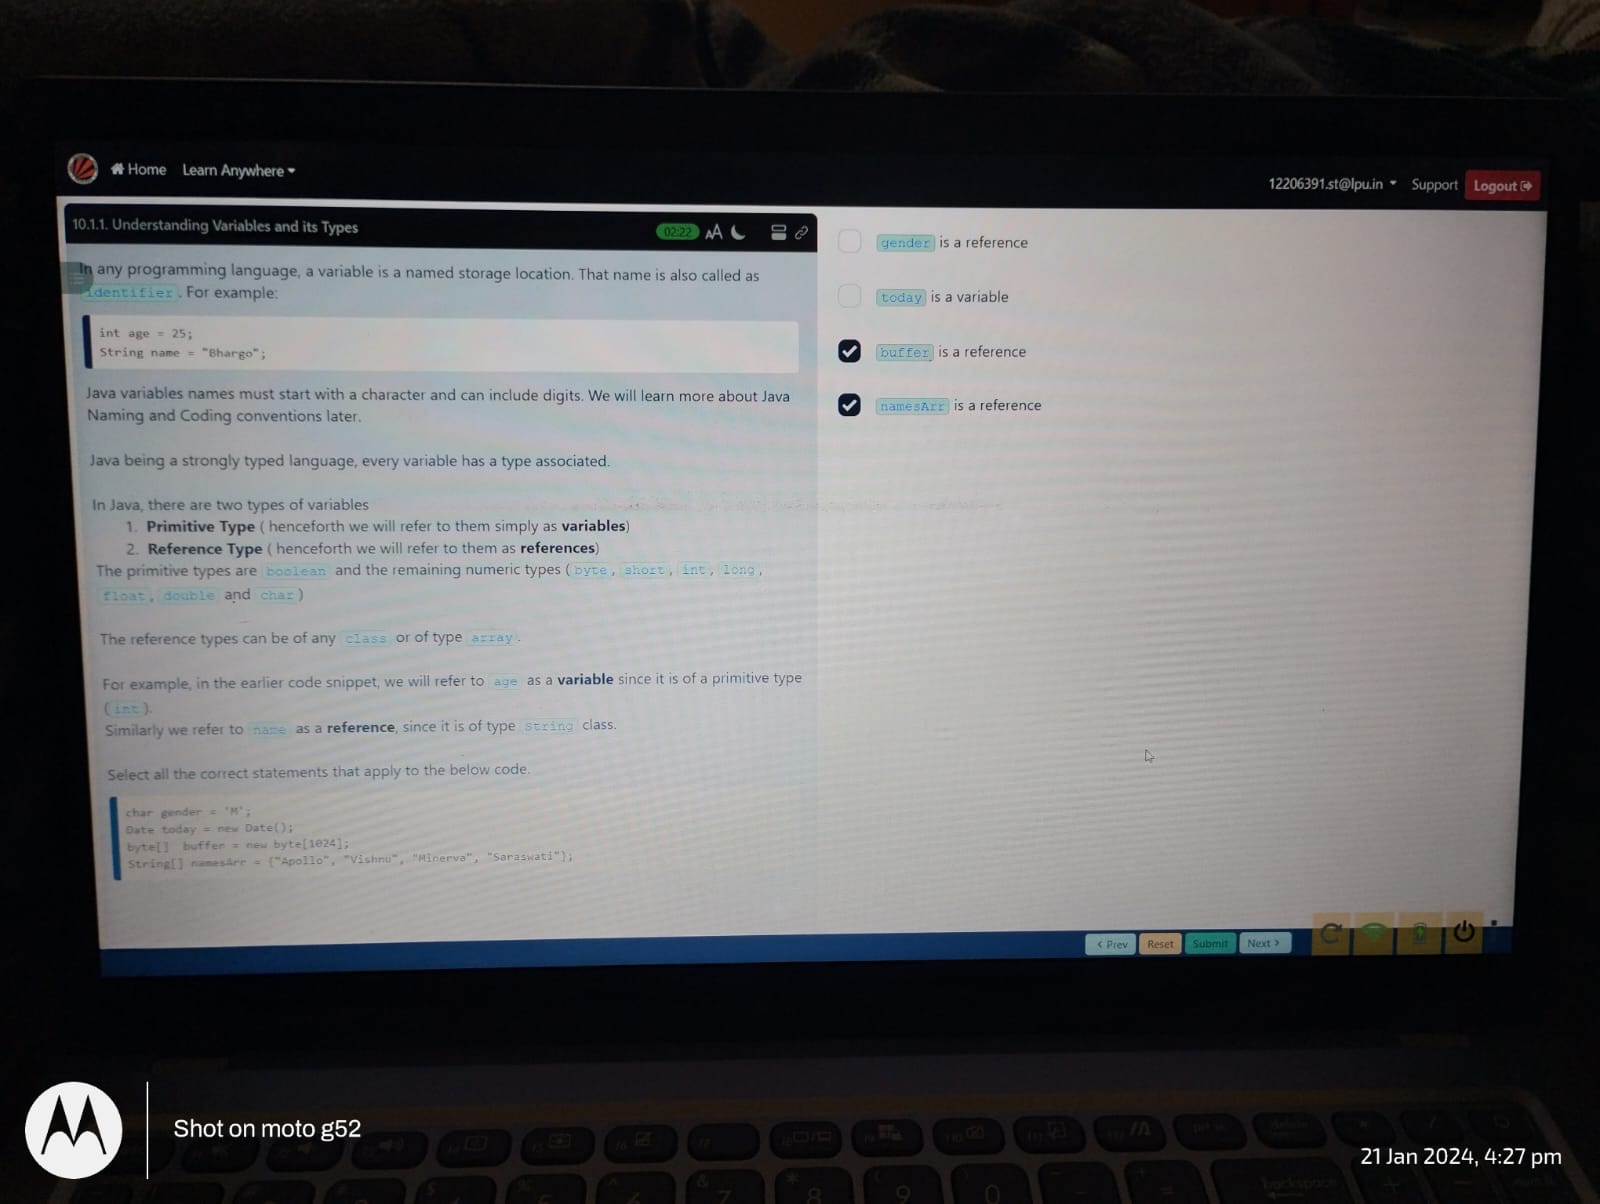 Home Learn Anywhere
12206391.st@lpu.in Support Logout
10.1.1. Understanding Variables and its Types
02:22
In any programming language, a variable is a named storage location. That name is also called as
identifier. For example:
int age = 25;
String name = "Bhargo";
Java variables names must start with a character and can include digits. We will learn more about Java
Naming and Coding conventions later.
Java being a strongly typed language, every variable has a type associated.
In Java, there are two types of variables
1. Primitive Type ( henceforth we will refer to them simply as variables)
2. Reference Type ( henceforth we will refer to them as references)
The primitive types are boolean and the remaining numeric types ( byte, short, int, long,
float, double and char )
The reference types can be of any class or of type array.
For example, in the earlier code snippet, we will refer to age as a variable since it is of a primitive type
( int ).
Similarly we refer to name as a reference, since it is of type String class.
Select all the correct statements that apply to the below code.
char gender = 'M';
Date today = new Date();
byte[] buffer = new byte[1024];
String[] namesArr = {"Apollo", "Vishnu", "Minerva", "Saraswati"};
gender is a reference
today is a variable
buffer is a reference
namesArr is a reference
< Prev Reset Submit Next >
Shot on moto g52
21 Jan 2024, 4:27 pm